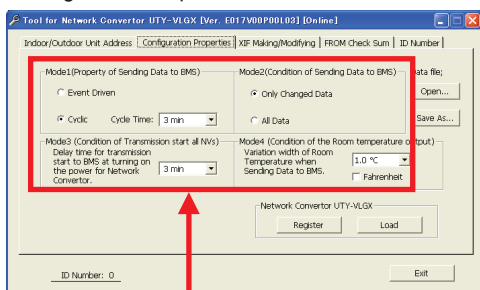 Tool for Network Convertor UTY-VLGX [Ver. E017V00P00L03] [Online]
Indoor/Outdoor Unit Address | Configuration Properties | XIF Making/Modifying | FROM Check Sum | ID Number
Mode1(Property of Sending Data to BMS)
Event Driven
Cyclic Cycle Time: 3 min
Mode2(Condition of Sending Data to BMS)
Only Changed Data
All Data
ata file;
Open...
Save As...
Mode3 (Condition of Transmission start all NVs)
Delay time for transmission
start to BMS at turning on
the power for Network
Convertor.
3 min
Mode4 (Condition of the Room temperature output)
Variation width of Room
Temperature when
Sending Data to BMS.
1.0 °C
Fahrenheit
Network Convertor UTY-VLGX
Register Load
ID Number: 0
Exit